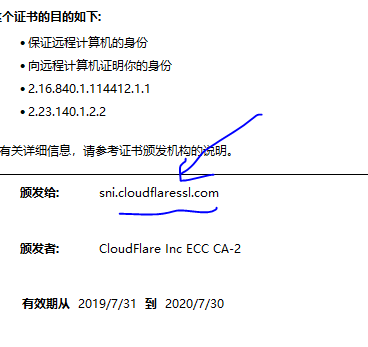 这个证书的目的如下:
• 保证远程计算机的身份
• 向远程计算机证明你的身份
• 2.16.840.1.114412.1.1
• 2.23.140.1.2.2
有关详细信息，请参考证书颁发机构的说明。
颁发给: sni.cloudflaressl.com
颁发者: CloudFlare Inc ECC CA-2
有效期从 2019/7/31 到 2020/7/30